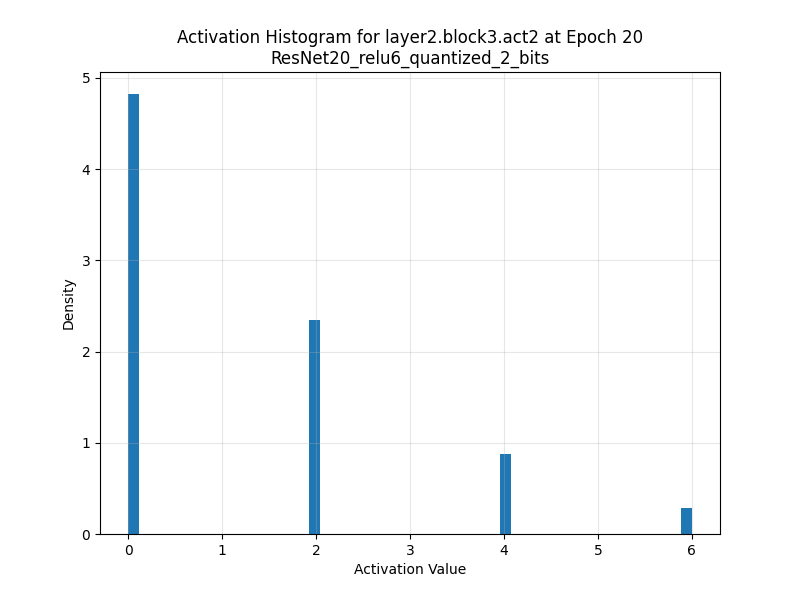 Activation Histogram for layer2.block3.act2 at Epoch 20
ResNet20_relu6_quantized_2_bits
5
4
3
2
1
0
Density
0 1 2 3 4 5 6
Activation Value